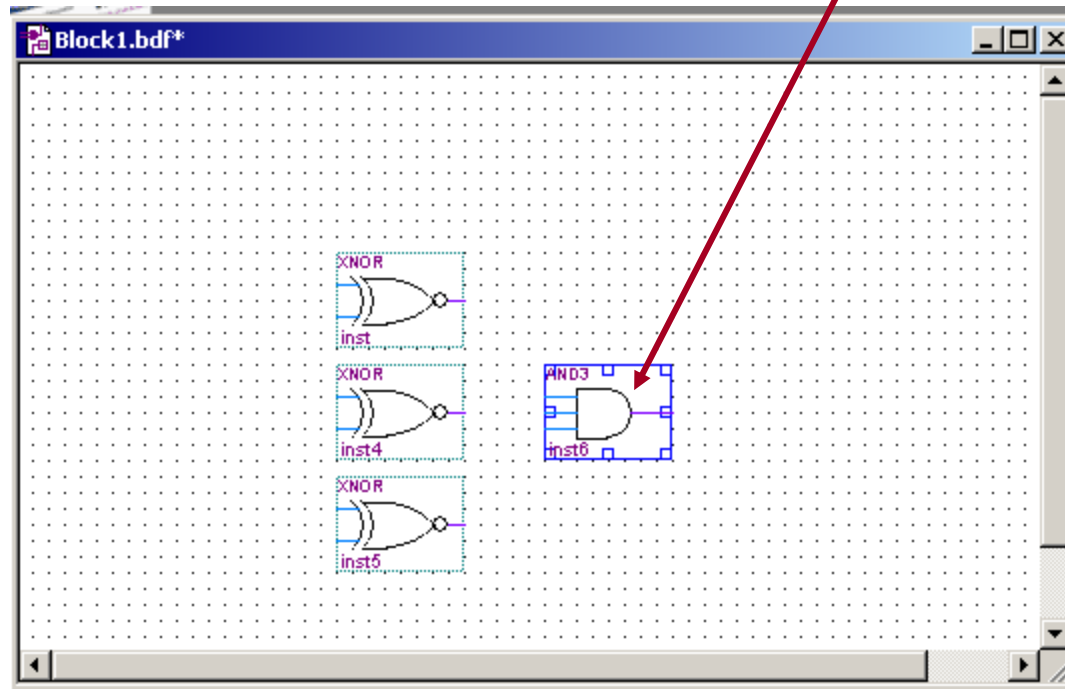 Block1.bdf*
XNOR
inst
XNOR
inst4
AND3
inst6
XNOR
inst5